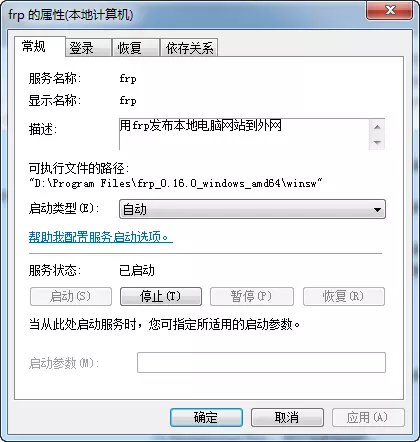 frp 的属性(本地计算机)
常规 登录 恢复 依存关系
服务名称: frp
显示名称: frp
描述: 用frp发布本地电脑网站到外网
可执行文件的路径:
"D:\Program Files\frp_0.16.0_windows_amd64\winsw"
启动类型(E): 自动
帮助我配置服务启动选项。
服务状态: 已启动
启动(S) 停止(T) 暂停(P) 恢复(R)
当从此处启动服务时，您可指定所适用的启动参数。
启动参数(M):
确定 取消 应用(A)